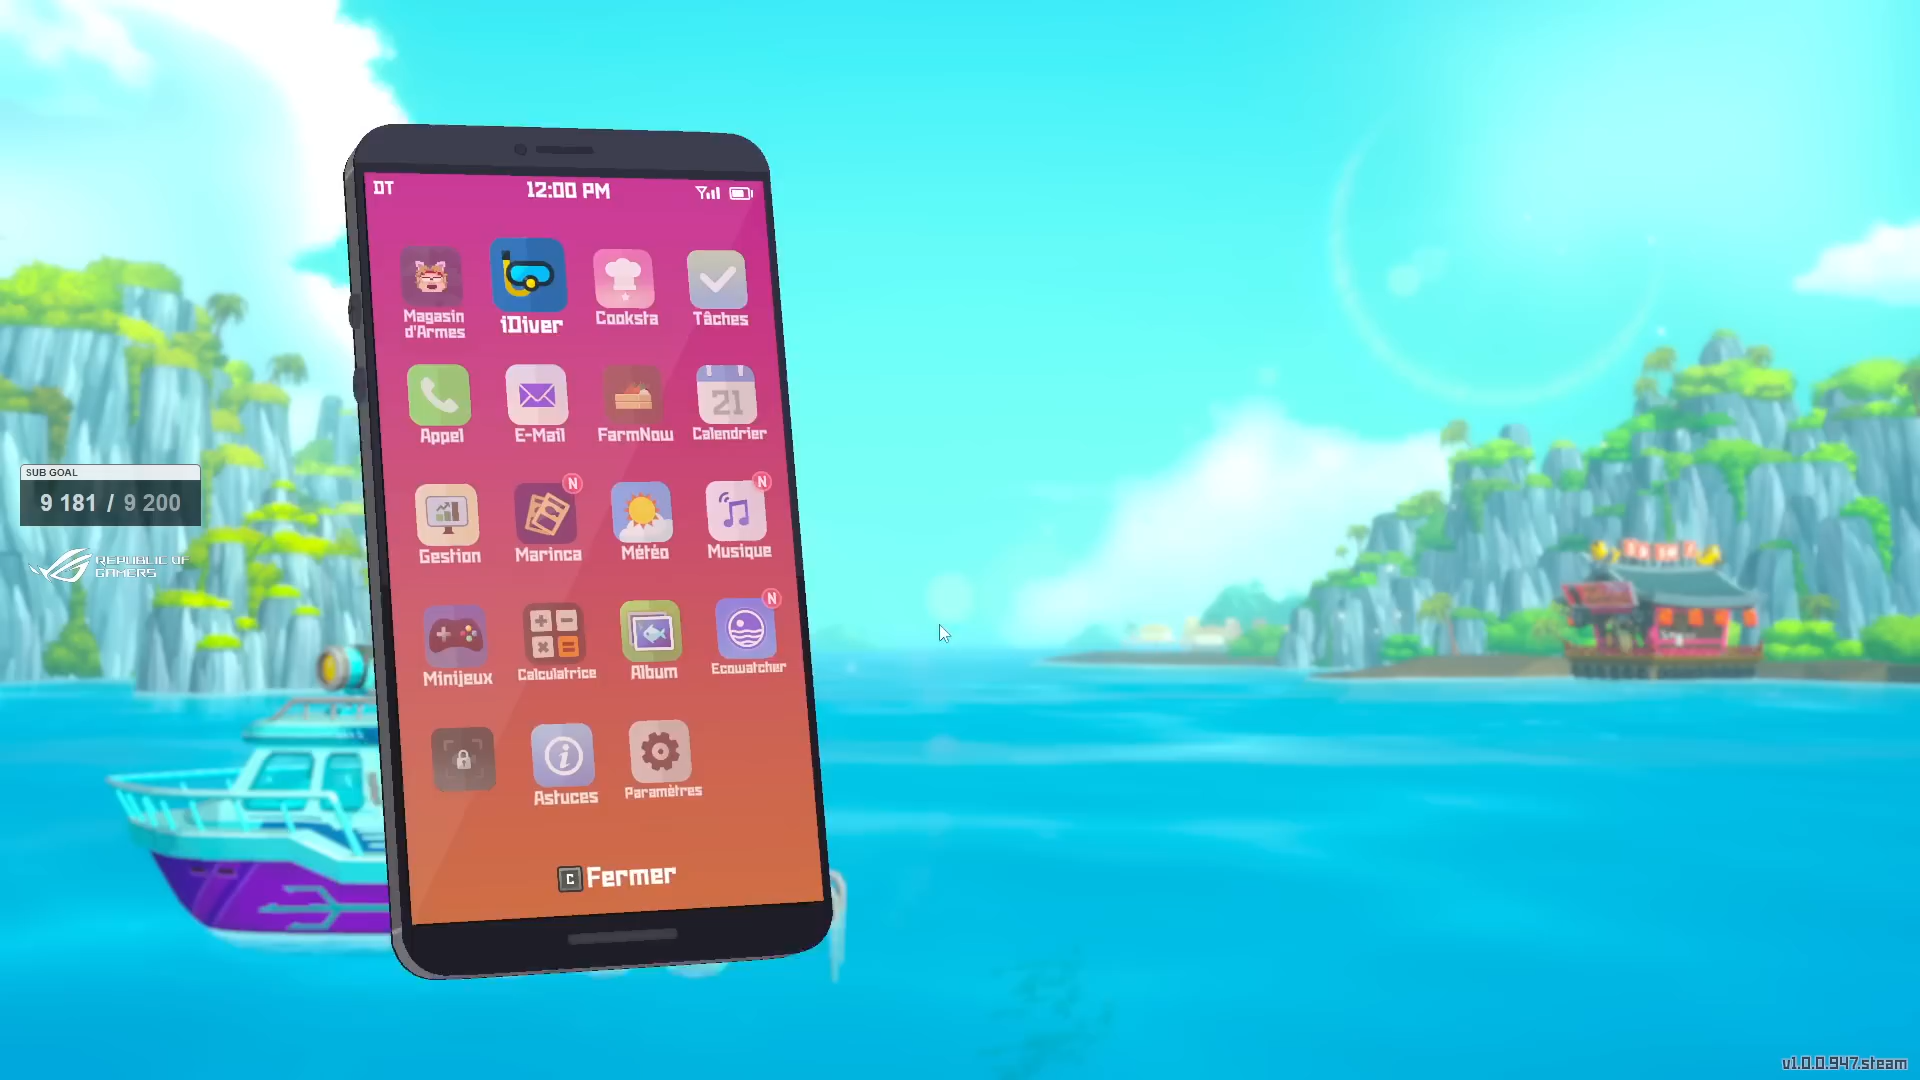 DT
12:00 PM
Magasin
d'Armes
iDiver
Cooksta
Tâches
Appel
E-Mail
FarmNow
21
Calendrier
Gestion
N
Marinca
Météo
N
Musique
Minijeux
Calculatrice
Album
N
Ecowatcher
Astuces
Paramètres
C Fermer
SUB GOAL
9 181 / 9 200
REPUBLIC OF
GAMERS
v1.0.0.947.steam